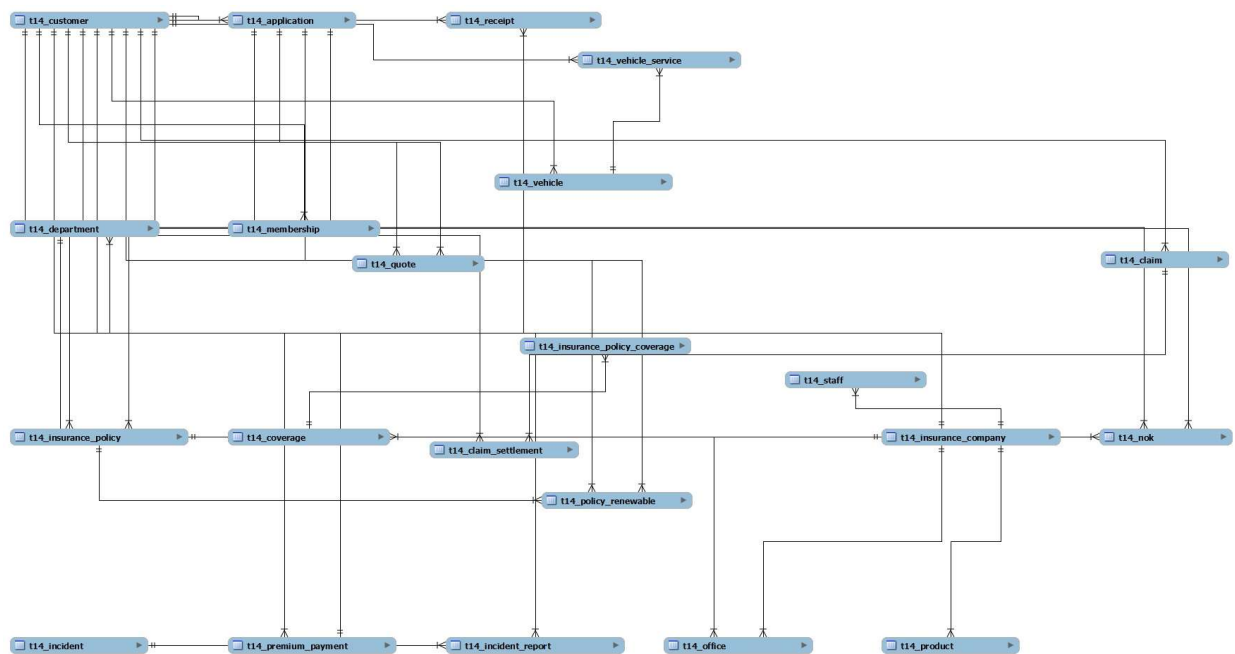 t14_customer
t14_application
t14_receipt
t14_vehicle_service
t14_vehicle
t14_department
t14_membership
t14_quote
t14_claim
t14_insurance_policy_coverage
t14_staff
t14_insurance_policy
t14_coverage
t14_claim_settlement
t14_insurance_company
t14_nok
t14_policy_renewable
t14_incident
t14_premium_payment
t14_incident_report
t14_office
t14_product